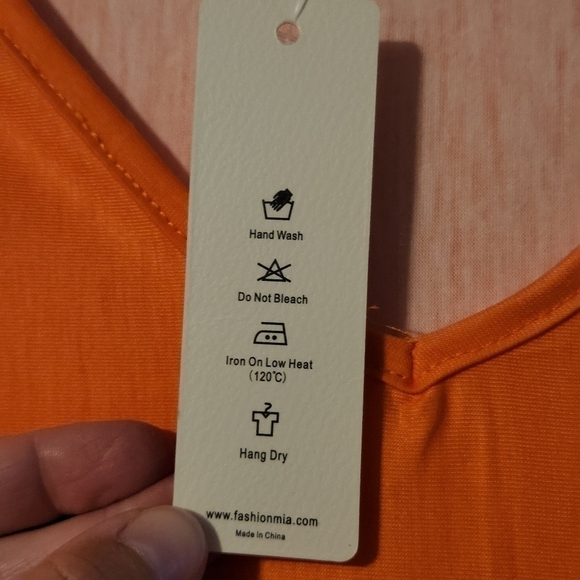 Hand Wash
Do Not Bleach
Iron On Low Heat
(120℃)
Hang Dry
www.fashionmia.com
Made In China